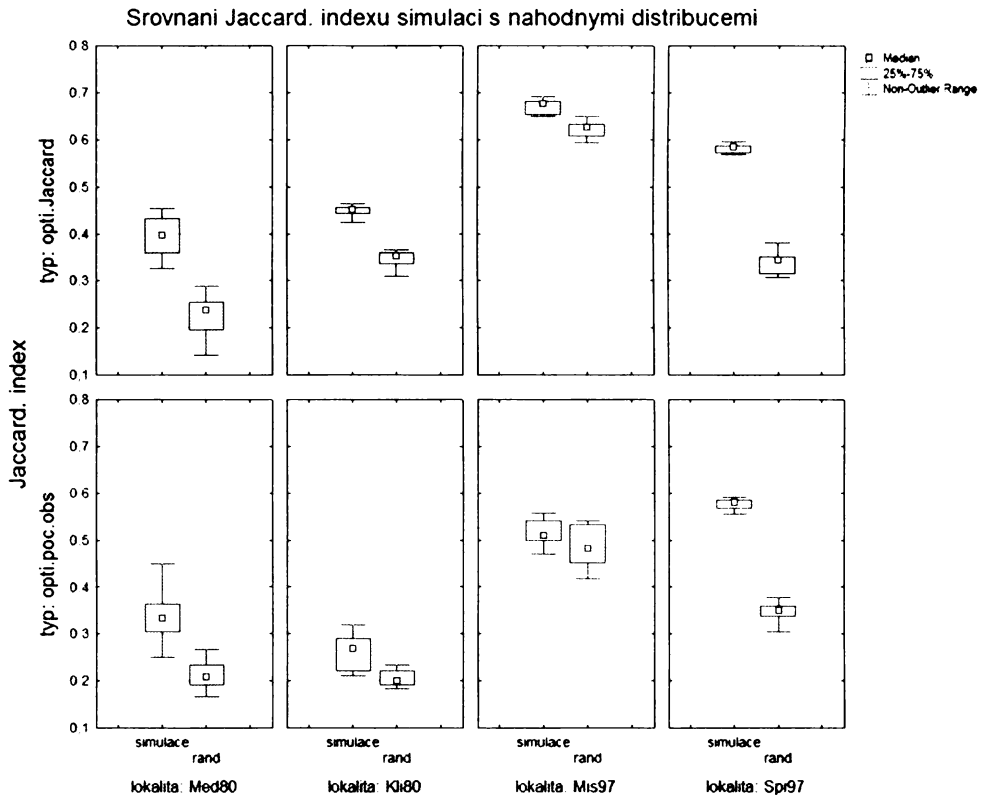 Srovnani Jaccard. indexu simulaci s nahodnymi distribucemi
Median
25%-75%
Non-Outlier Range
Jaccard. index
typ: opti.Jaccard
0.8
0.7
0.6
0.5
0.4
0.3
0.2
0.1
typ: opti.poc.obs
0.8
0.7
0.6
0.5
0.4
0.3
0.2
0.1
simulace simulace simulace simulace
rand rand rand rand
lokalita: Med80 lokalita: Kli80 lokalita: Mis97 lokalita: Spr97